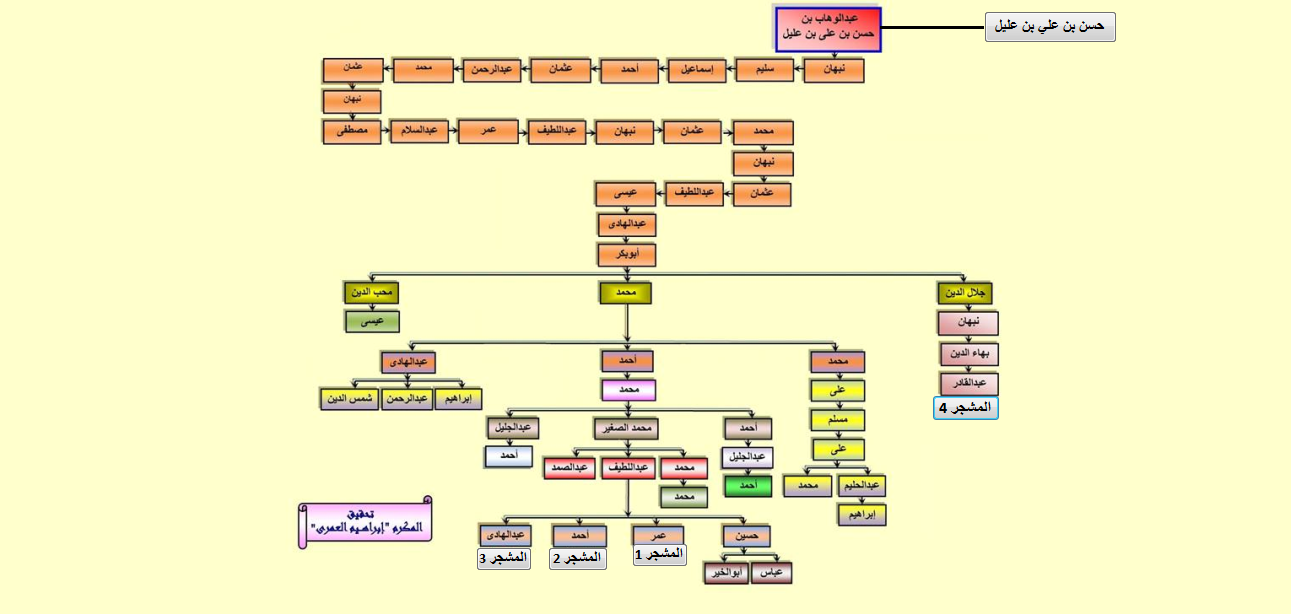 عبدالوهاب بن
حسن بن على بن عليل
حسن بن علي بن عليل
نبهان
سليم
إسماعيل
أحمد
عثمان
عبدالرحمن
محمد
عثمان
نبهان
مصطفى
عبدالسلام
عمر
عبداللطيف
نبهان
عثمان
محمد
نبهان
عثمان
عبداللطيف
عيسى
عبدالهادى
أبوبكر
جلال الدين
محمد
محب الدين
نبهان
عيسى
بهاء الدين
عبدالقادر
المشجر 4
محمد
أحمد
عبدالهادى
على
محمد
إبراهيم
عبدالرحمن
شمس الدين
مسلم
أحمد
محمد الصغير
عبدالجليل
على
عبدالجليل
أحمد
محمد
عبداللطيف
عبدالصمد
عبدالحليم
محمد
أحمد
محمد
إبراهيم
حسين
عمر
أحمد
عبدالهادى
المشجر 1
المشجر 2
المشجر 3
عباس
أبوالخير
تحقيق
المكرم "إبراهيم العمرى"